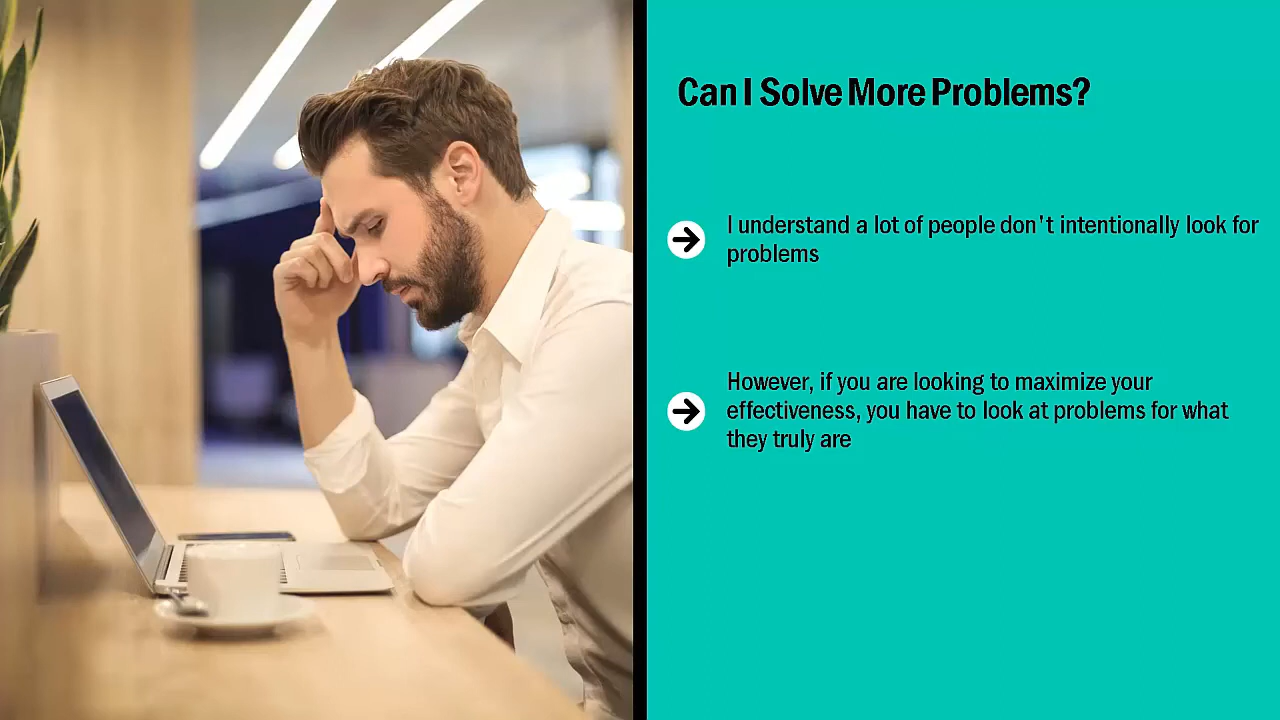 Can I Solve More Problems?
I understand a lot of people don't intentionally look for
problems
However, if you are looking to maximize your
effectiveness, you have to look at problems for what
they truly are